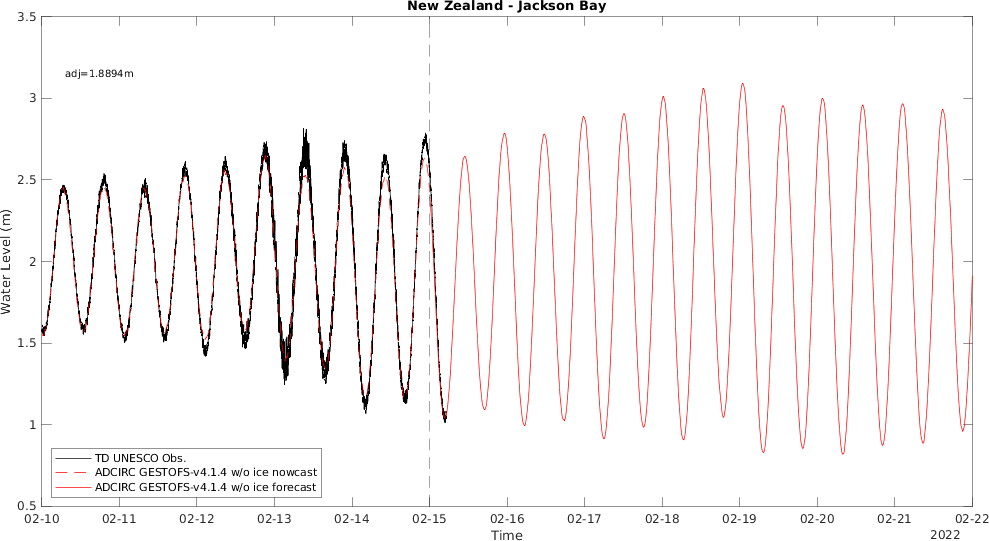 New Zealand - Jackson Bay
3.5
adj=1.8894m
3
2.5
2
1.5
1
0.5
Water Level (m)
TD UNESCO Obs.
ADCIRC GESTOFS-v4.1.4 w/o ice nowcast
ADCIRC GESTOFS-v4.1.4 w/o ice forecast
02-10 02-11 02-12 02-13 02-14 02-15 02-16 02-17 02-18 02-19 02-20 02-21 02-22
Time
2022